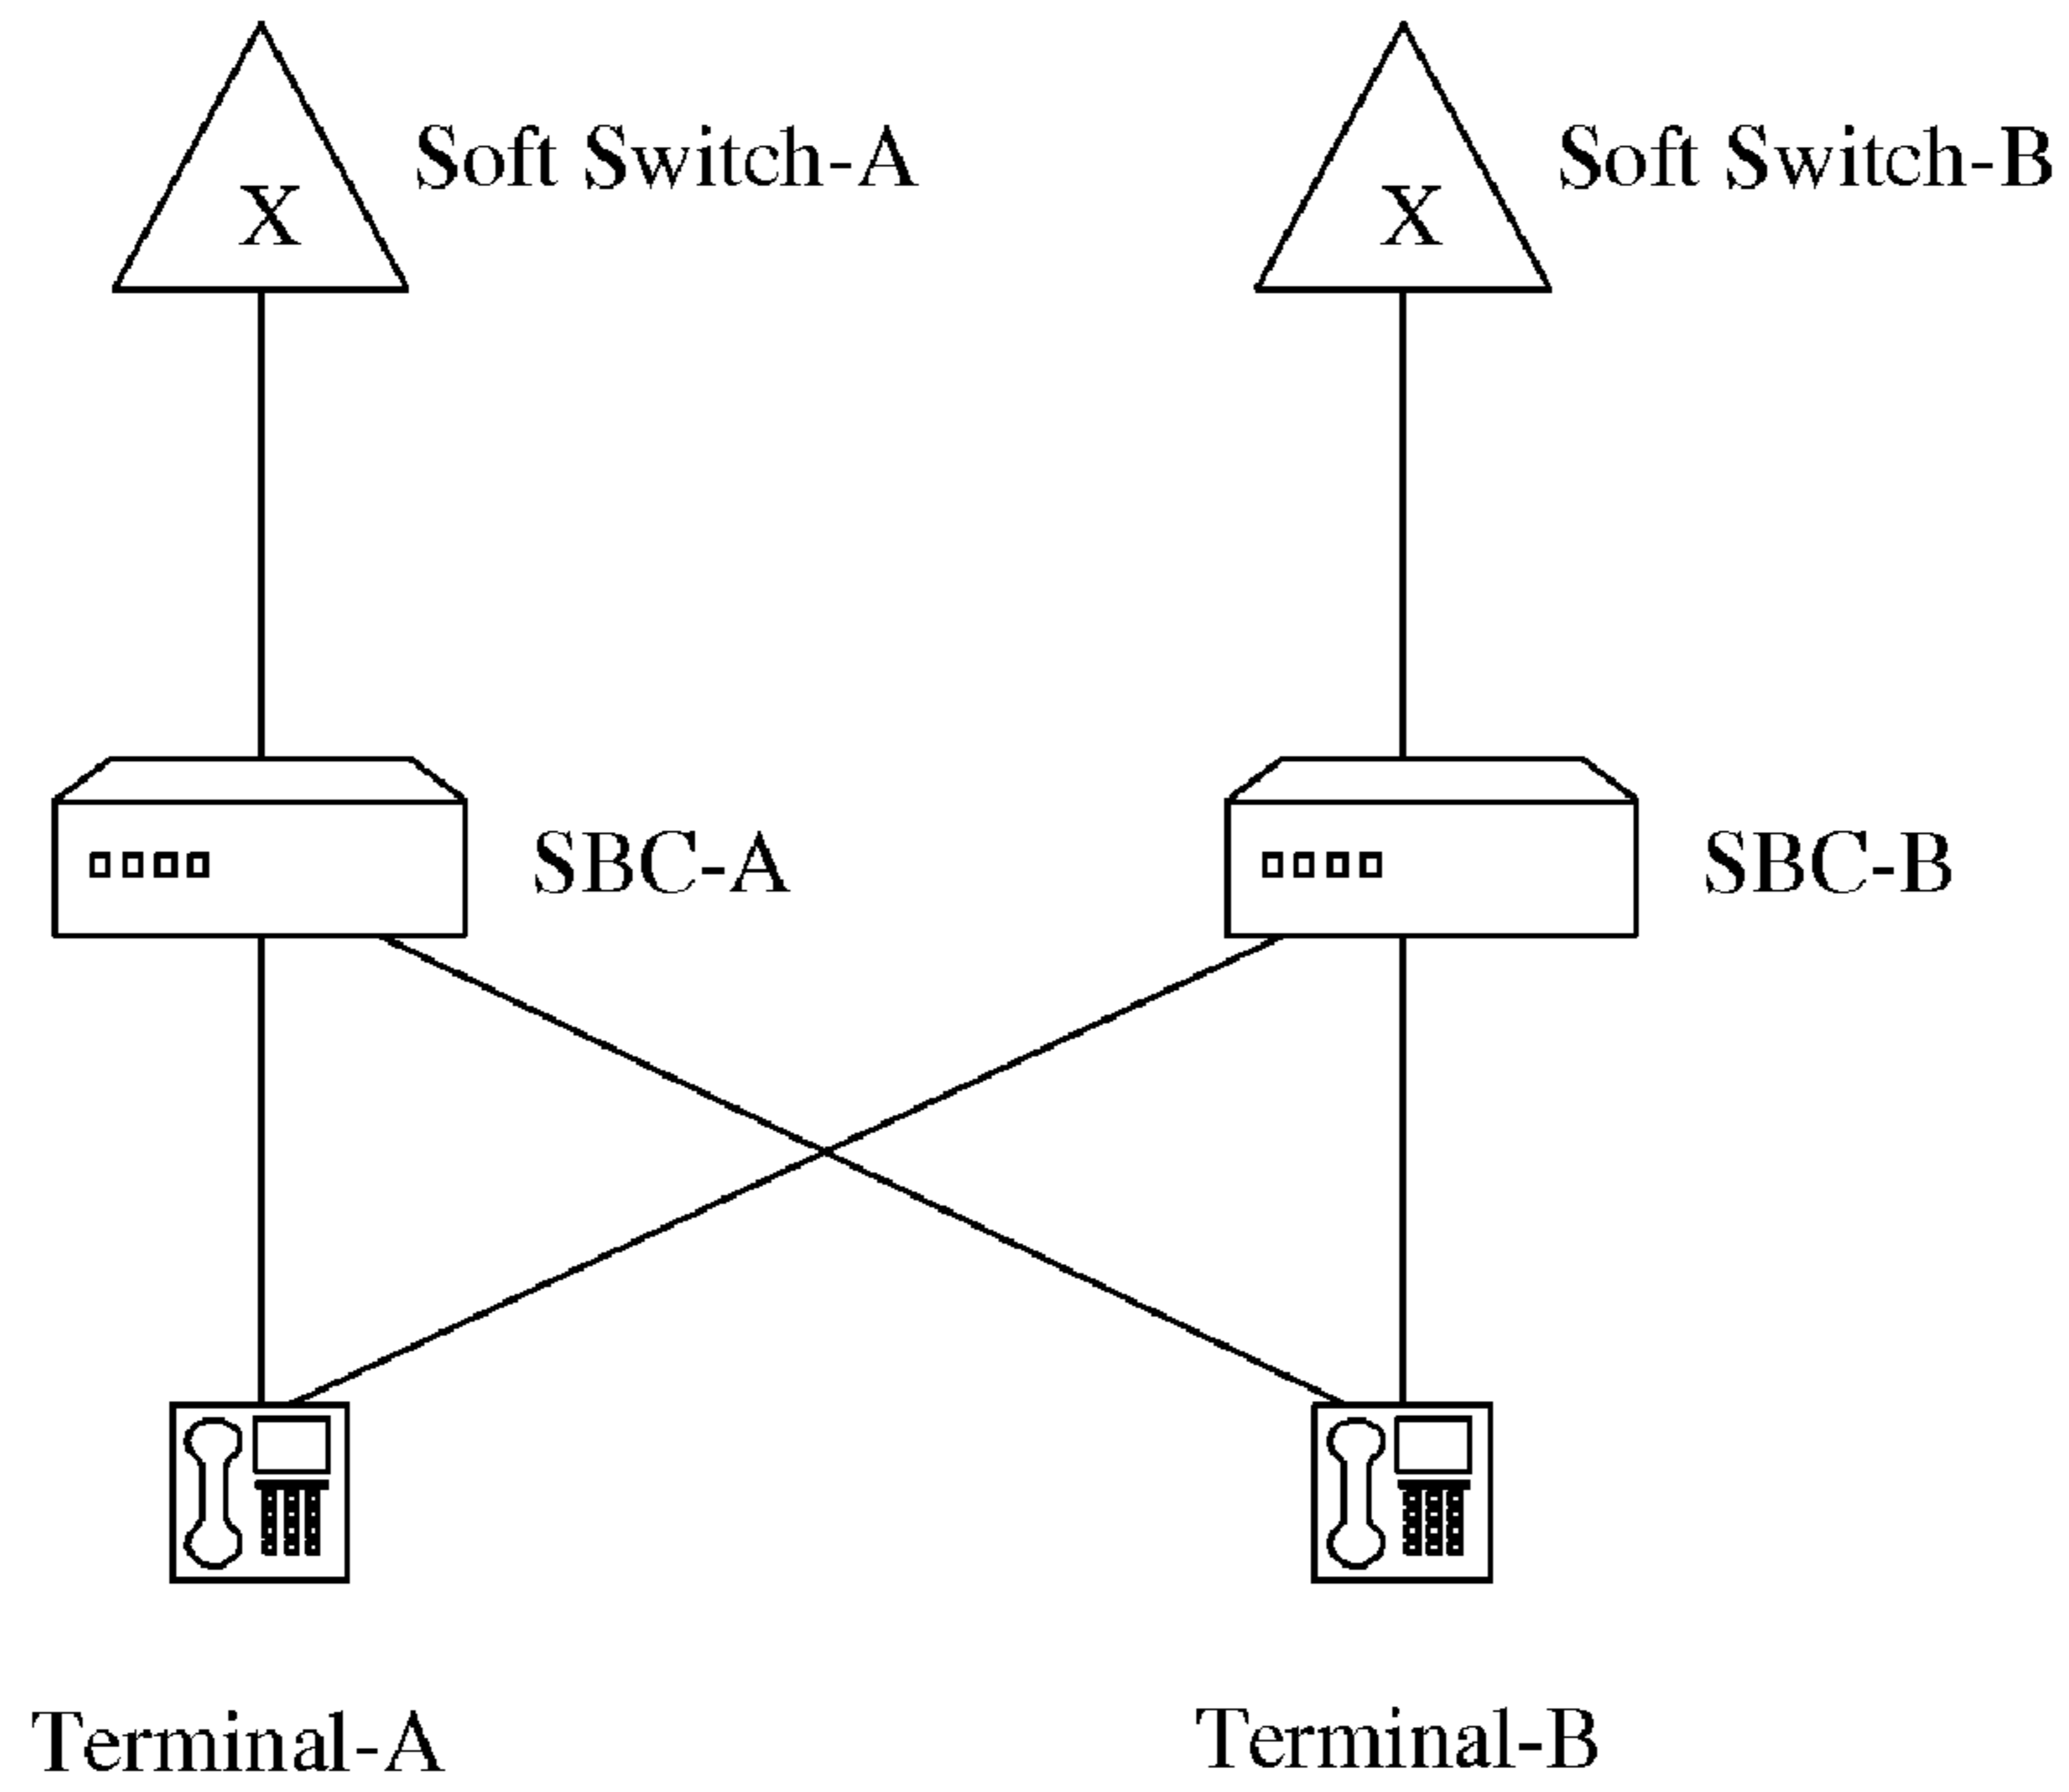 Soft Switch-A
Soft Switch-B
X
X
SBC-A
SBC-B
Terminal-A
Terminal-B